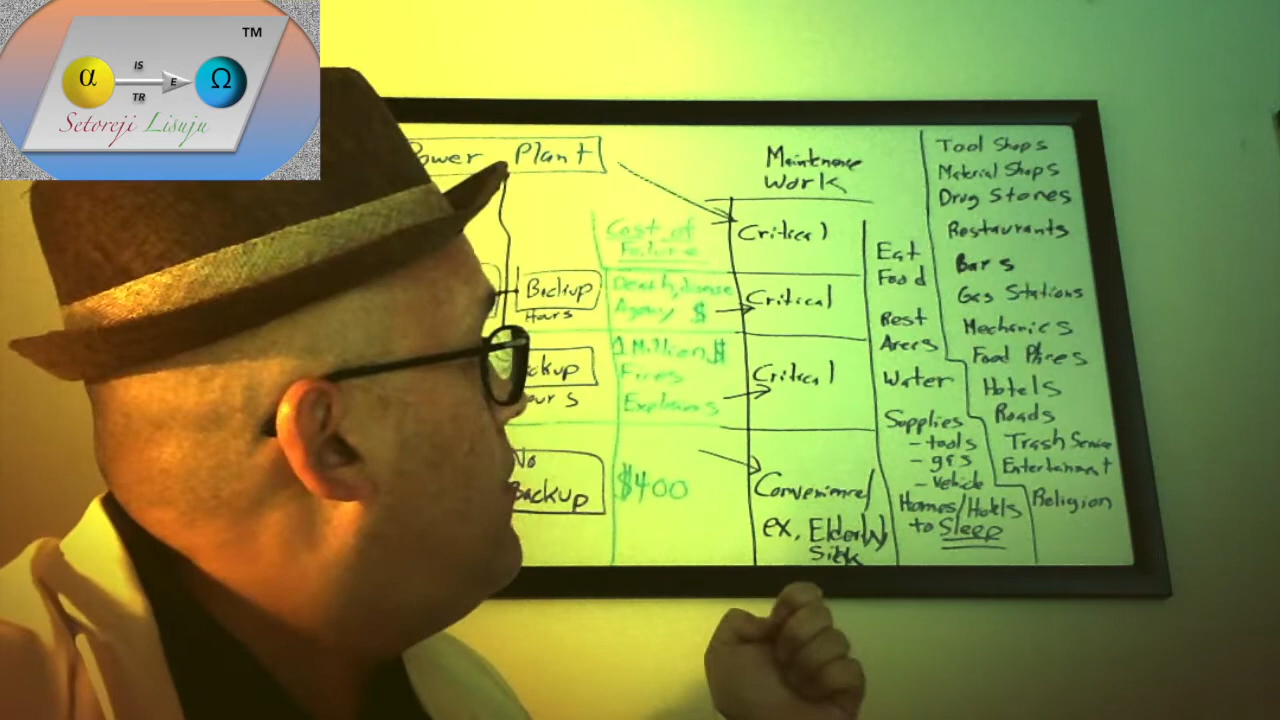 TM
α
IS
E
TR
Ω
Setoreji Lisuju
Power Plant
Backup
Hours
No
Backup
Cost of
Failure
$
1 Million $
Fires
Explosions
$400
Maintenance
Work
Critical
Critical
Critical
Convenience/
ex, Elderly
Sick
Eat
Food
Rest
Areas
Water
Supplies
- tools
- gas
- vehicle
Homes/Hotels
to Sleep
Tool Shops
Material Shops
Drug Stores
Restaurants
Bars
Gas Stations
Mechanics
Food Places
Hotels
Roads
Trash Service
Entertainment
Religion